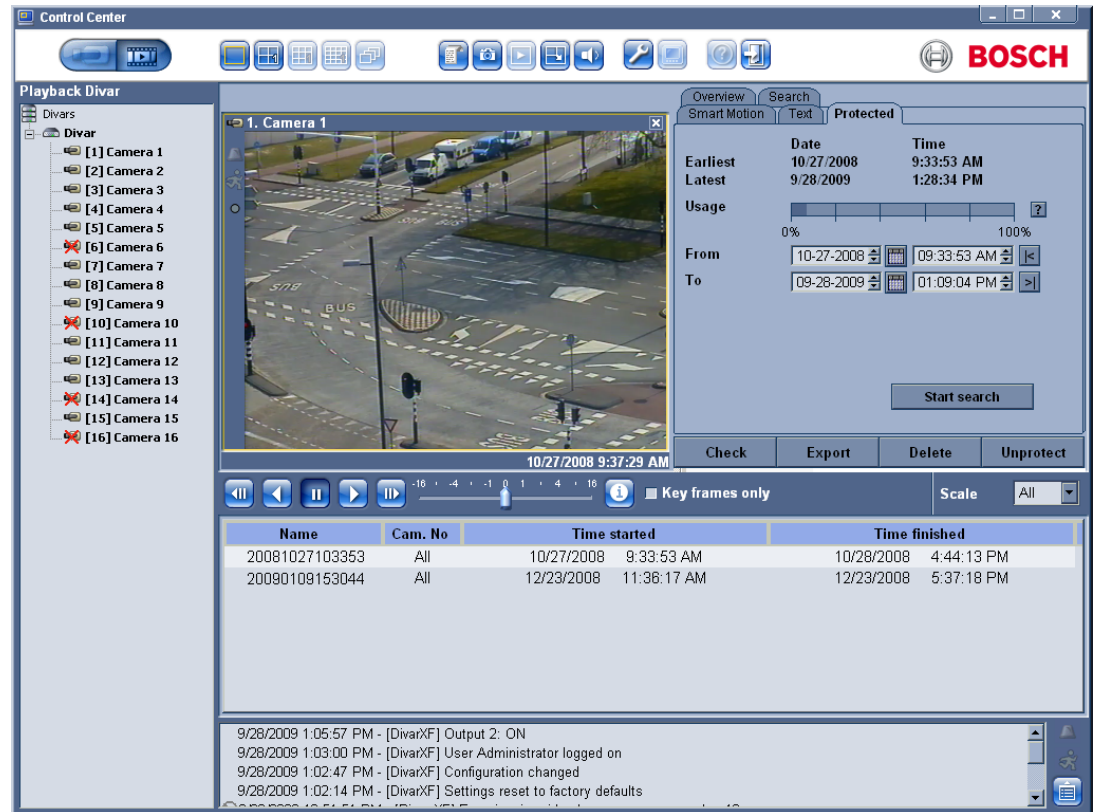 Control Center
BOSCH
Playback Divar
Divars
Divar
[1] Camera 1
[2] Camera 2
[3] Camera 3
[4] Camera 4
[5] Camera 5
[6] Camera 6
[7] Camera 7
[8] Camera 8
[9] Camera 9
[10] Camera 10
[11] Camera 11
[12] Camera 12
[13] Camera 13
[14] Camera 14
[15] Camera 15
[16] Camera 16
1. Camera 1
BUS
BUS
10/27/2008 9:37:29 AM
Overview Search
Smart Motion Text Protected
Date Time
Earliest 10/27/2008 9:33:53 AM
Latest 9/28/2009 1:28:34 PM
Usage ?
0% 100%
From 10-27-2008 09:33:53 AM |<
To 09-28-2009 01:09:04 PM >|
Start search
Check Export Delete Unprotect
-16 -4 -1 0 1 4 16
Key frames only
Scale All
Name Cam. No Time started Time finished
20081027103353 All 10/27/2008 9:33:53 AM 10/28/2008 4:44:13 PM
20090109153044 All 12/23/2008 11:36:17 AM 12/23/2008 5:37:18 PM
9/28/2009 1:05:57 PM - [DivarXF] Output 2: ON
9/28/2009 1:03:00 PM - [DivarXF] User Administrator logged on
9/28/2009 1:02:47 PM - [DivarXF] Configuration changed
9/28/2009 1:02:14 PM - [DivarXF] Settings reset to factory defaults